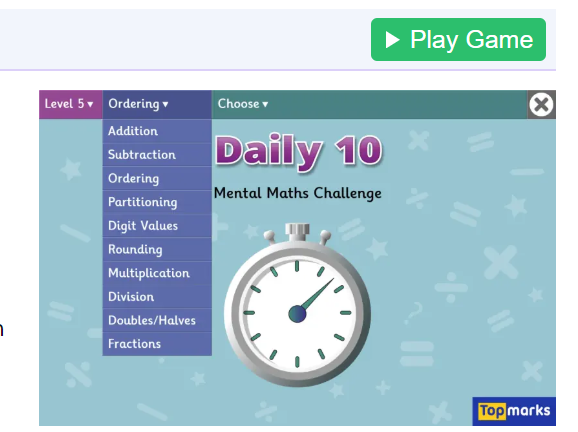 Play Game
Level 5 Ordering Choose
Addition
Subtraction
Ordering
Partitioning
Digit Values
Rounding
Multiplication
Division
Doubles/Halves
Fractions
Daily 10
Mental Maths Challenge
Topmarks